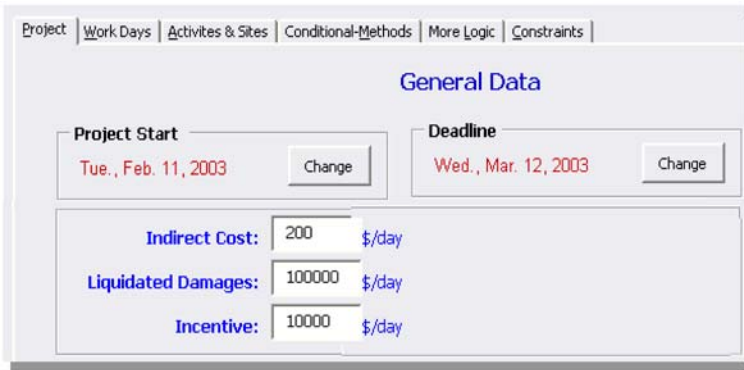 Project Work Days Activites & Sites Conditional-Methods More Logic Constraints
General Data
Project Start
Tue., Feb. 11, 2003 Change
Deadline
Wed., Mar. 12, 2003 Change
Indirect Cost: 200 $/day
Liquidated Damages: 100000 $/day
Incentive: 10000 $/day